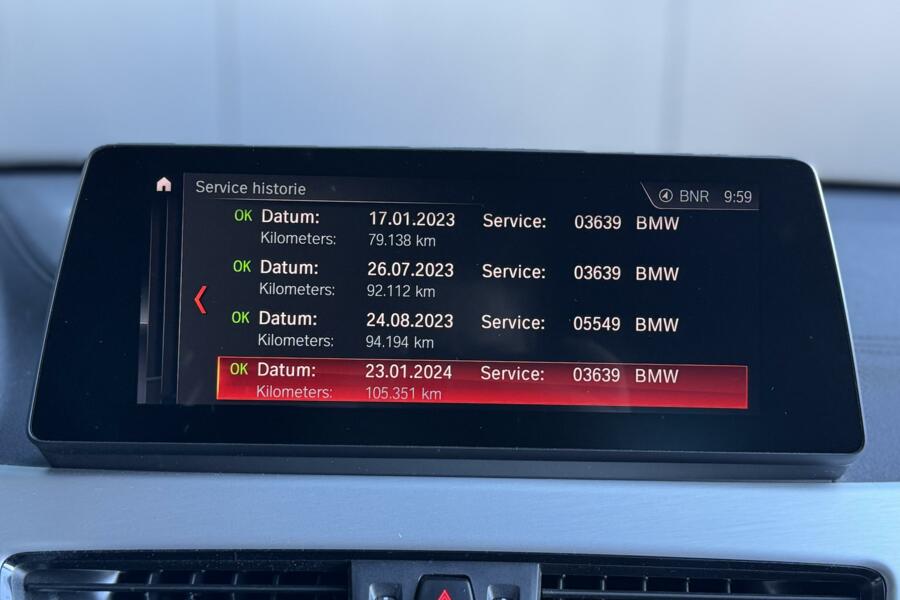 Service historie BNR 9:59
OK Datum: 17.01.2023 Service: 03639 BMW
Kilometers: 79.138 km
OK Datum: 26.07.2023 Service: 03639 BMW
Kilometers: 92.112 km
OK Datum: 24.08.2023 Service: 05549 BMW
Kilometers: 94.194 km
OK Datum: 23.01.2024 Service: 03639 BMW
Kilometers: 105.351 km